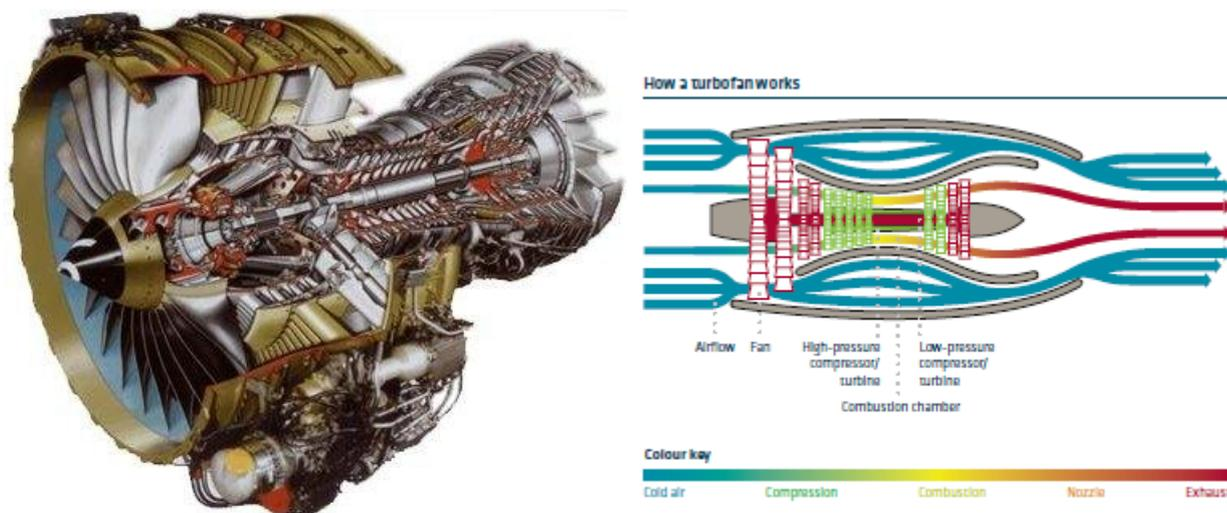 How a turbofan works
Airflow
Fan
High-pressure
compressor/
turbine
Low-pressure
compressor/
turbine
Combustion chamber
Colour key
Cold air
Compression
Combustion
Nozzle
Exhaus